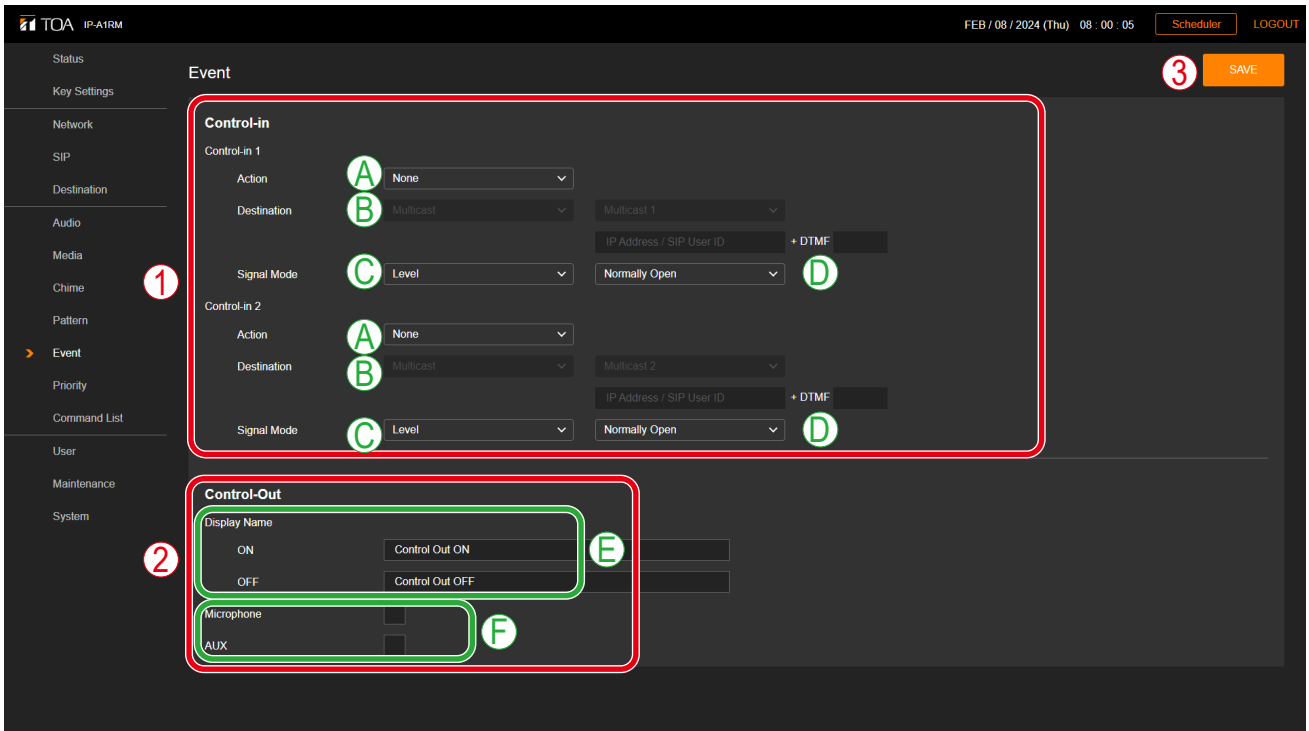 TOA IP-A1RM FEB / 08 / 2024 (Thu) 08 : 00 : 05 Scheduler LOGOUT
Status
Key Settings
Network
SIP
Destination
Audio
Media
Chime
Pattern
Event
Priority
Command List
User
Maintenance
System
Event 3 SAVE
1
Control-in
Control-in 1
Action A None
Destination B Multicast Multicast 1
IP Address / SIP User ID + DTMF
Signal Mode C Level Normally Open D
Control-in 2
Action A None
Destination B Multicast Multicast 2
IP Address / SIP User ID + DTMF
Signal Mode C Level Normally Open D
2
Control-Out
Display Name
ON Control Out ON E
OFF Control Out OFF
Microphone F
AUX